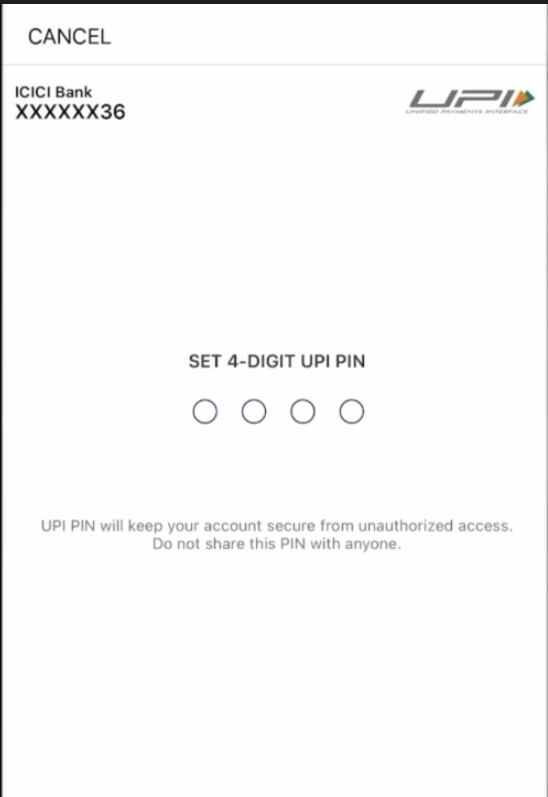 CANCEL
ICICI Bank
XXXXXX36
UPI
UNIFIED PAYMENTS INTERFACE
SET 4-DIGIT UPI PIN
UPI PIN will keep your account secure from unauthorized access.
Do not share this PIN with anyone.